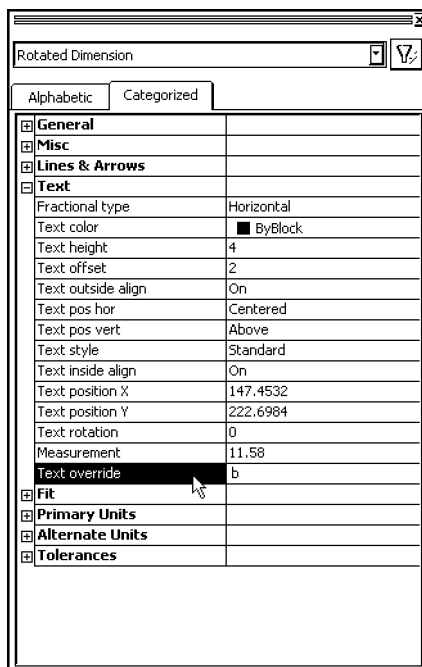 Rotated Dimension
Alphabetic Categorized
General
Misc
Lines & Arrows
Text
Fractional type Horizontal
Text color ByBlock
Text height 4
Text offset 2
Text outside align On
Text pos hor Centered
Text pos vert Above
Text style Standard
Text inside align On
Text position X 147.4532
Text position Y 222.6984
Text rotation 0
Measurement 11.58
Text override b
Fit
Primary Units
Alternate Units
Tolerances